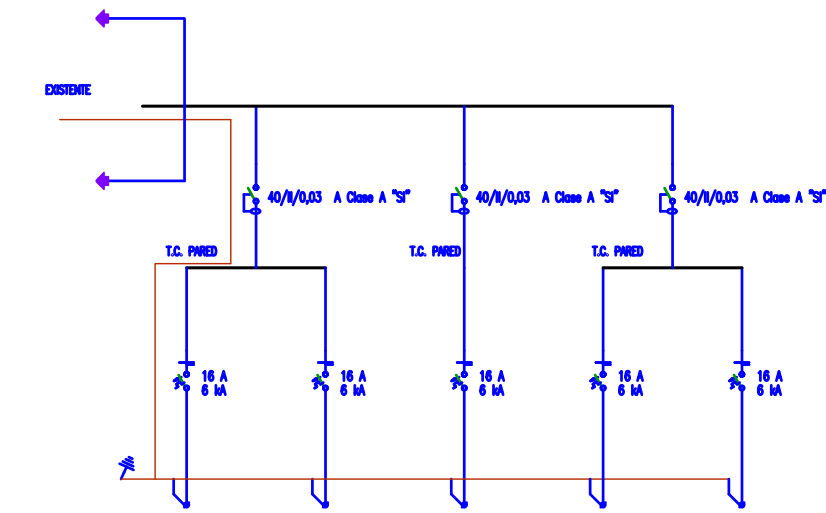 EXISTENTE
40/II/0,03 A Clase A "SI"
40/II/0,03 A Clase A "SI"
40/II/0,03 A Clase A "SI"
T.C. PARED
T.C. PARED
T.C. PARED
16 A
6 kA
16 A
6 kA
16 A
6 kA
16 A
6 kA
16 A
6 kA